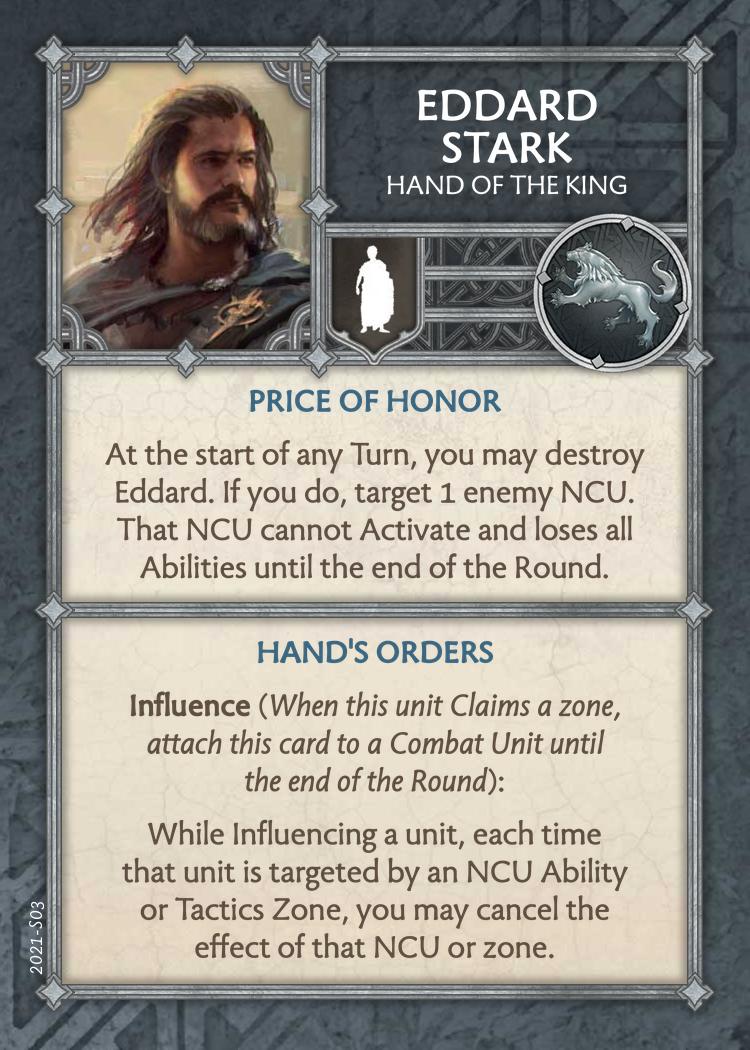 EDDARD
STARK
HAND OF THE KING
PRICE OF HONOR
At the start of any Turn, you may destroy
Eddard. If you do, target 1 enemy NCU.
That NCU cannot Activate and loses all
Abilities until the end of the Round.
HAND'S ORDERS
Influence (When this unit Claims a zone,
attach this card to a Combat Unit until
the end of the Round):
While Influencing a unit, each time
that unit is targeted by an NCU Ability
or Tactics Zone, you may cancel the
effect of that NCU or zone.
2021-S03